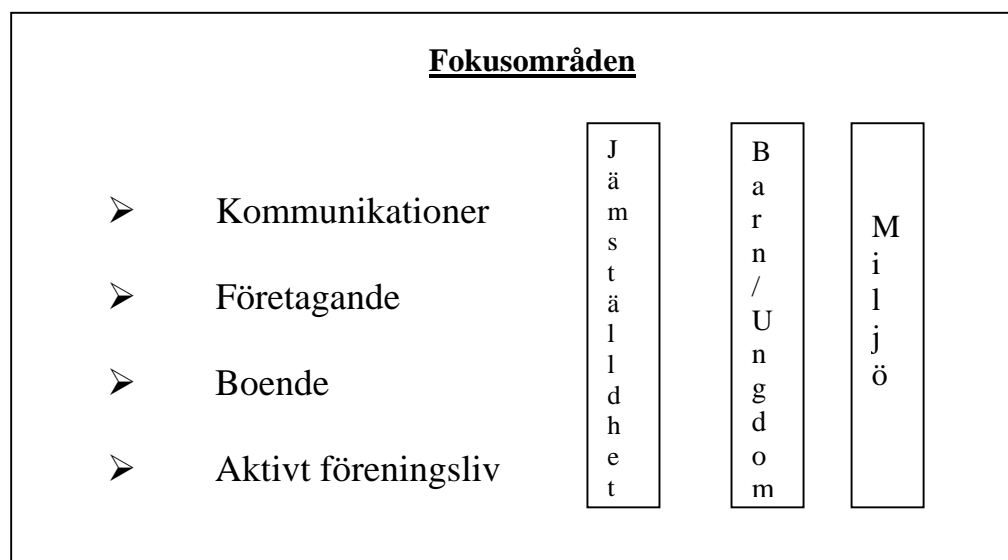 Fokusområden
➢ Kommunikationer
➢ Företagande
➢ Boende
➢ Aktivt föreningsliv
Jämställdhet
Barn/Ungdom
Miljö